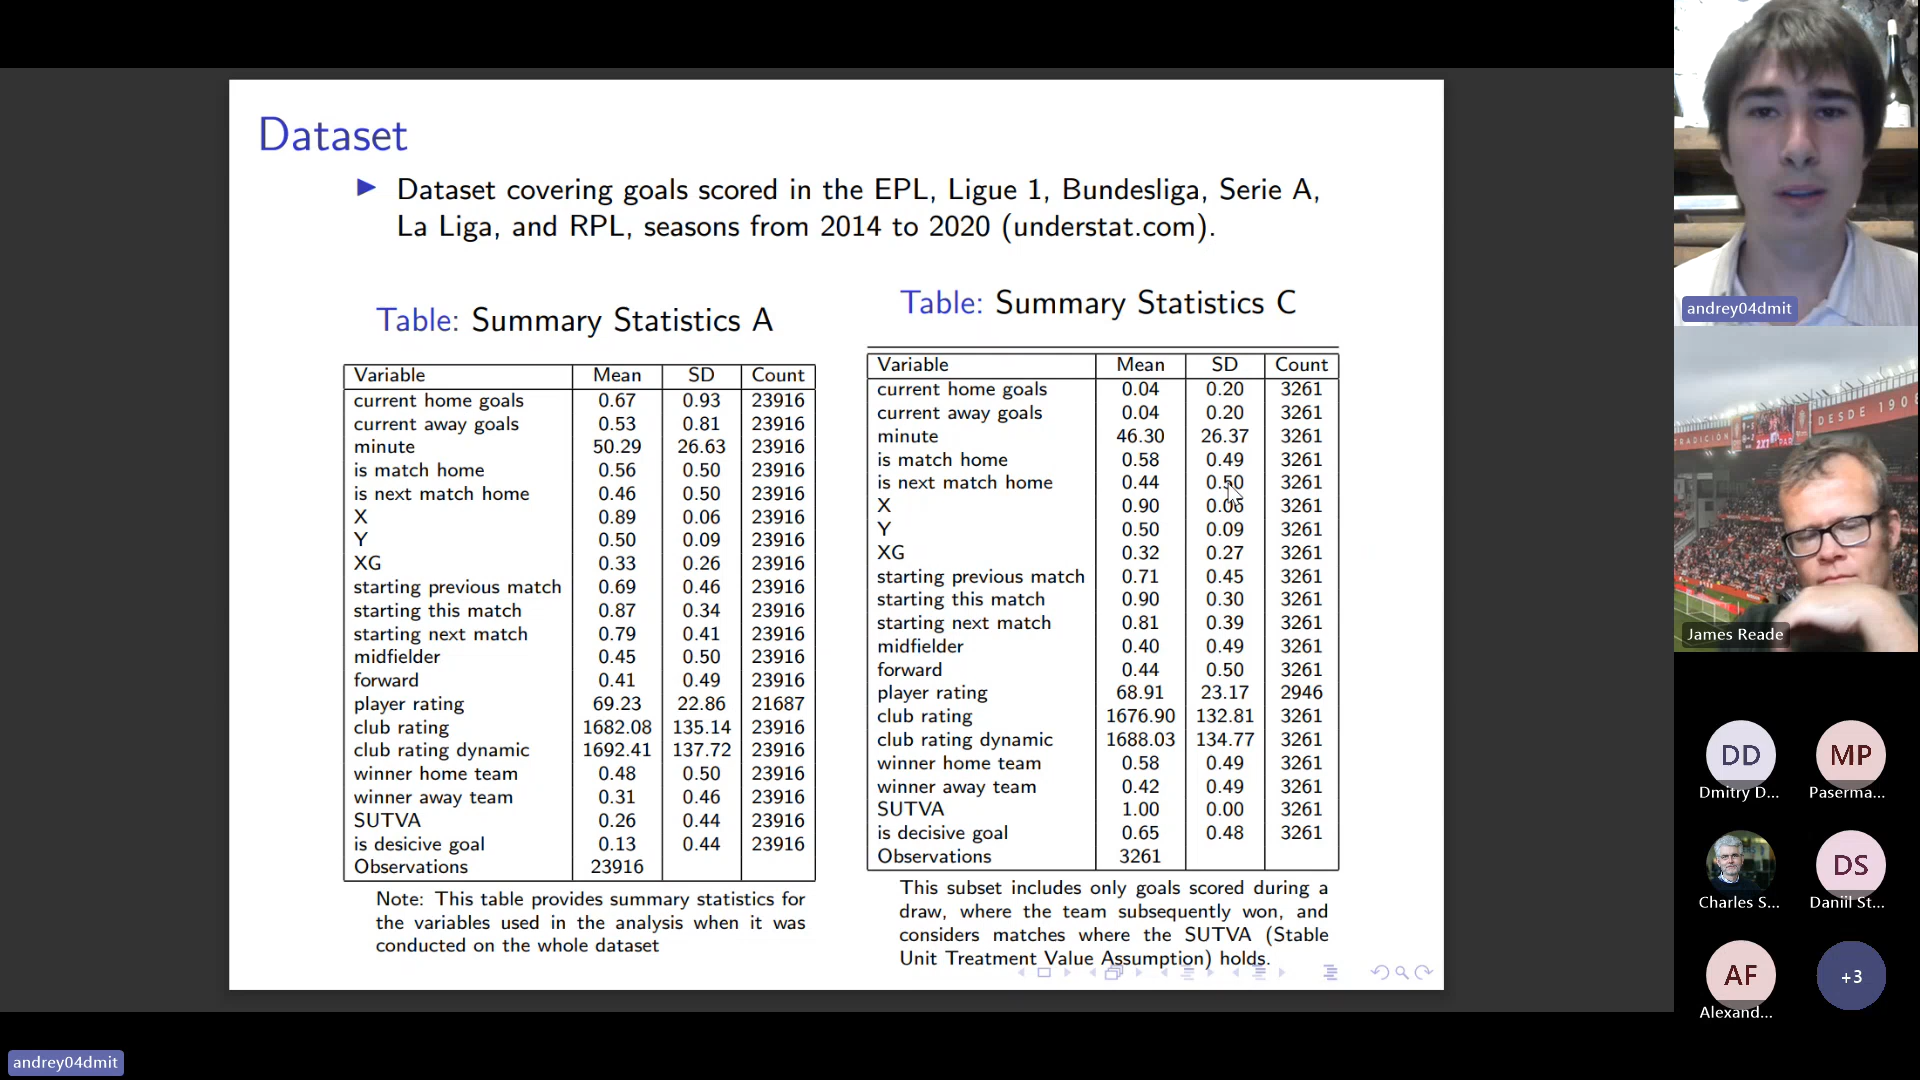 Dataset
Dataset covering goals scored in the EPL, Ligue 1, Bundesliga, Serie A,
La Liga, and RPL, seasons from 2014 to 2020 (understat.com).
Table: Summary Statistics A
Variable Mean SD Count
current home goals 0.67 0.93 23916
current away goals 0.53 0.81 23916
minute 50.29 26.63 23916
is match home 0.56 0.50 23916
is next match home 0.46 0.50 23916
X 0.89 0.06 23916
Y 0.50 0.09 23916
XG 0.33 0.26 23916
starting previous match 0.69 0.46 23916
starting this match 0.87 0.34 23916
starting next match 0.79 0.41 23916
midfielder 0.45 0.50 23916
forward 0.41 0.49 23916
player rating 69.23 22.86 21687
club rating 1682.08 135.14 23916
club rating dynamic 1692.41 137.72 23916
winner home team 0.48 0.50 23916
winner away team 0.31 0.46 23916
SUTVA 0.26 0.44 23916
is desicive goal 0.13 0.44 23916
Observations 23916
Note: This table provides summary statistics for
the variables used in the analysis when it was
conducted on the whole dataset
Table: Summary Statistics C
Variable Mean SD Count
current home goals 0.04 0.20 3261
current away goals 0.04 0.20 3261
minute 46.30 26.37 3261
is match home 0.58 0.49 3261
is next match home 0.44 0.50 3261
X 0.90 0.06 3261
Y 0.50 0.09 3261
XG 0.32 0.27 3261
starting previous match 0.71 0.45 3261
starting this match 0.90 0.30 3261
starting next match 0.81 0.39 3261
midfielder 0.40 0.49 3261
forward 0.44 0.50 3261
player rating 68.91 23.17 2946
club rating 1676.90 132.81 3261
club rating dynamic 1688.03 134.77 3261
winner home team 0.58 0.49 3261
winner away team 0.42 0.49 3261
SUTVA 1.00 0.00 3261
is decisive goal 0.65 0.48 3261
Observations 3261
This subset includes only goals scored during a
draw, where the team subsequently won, and
considers matches where the SUTVA (Stable
Unit Treatment Value Assumption) holds.
andrey04dmit
TRADICIÓN
DESDE 190
James Reade
DD
Dmitry D...
MP
Paserma...
Charles S...
DS
Daniil St...
AF
Alexand...
+3
andrey04dmit